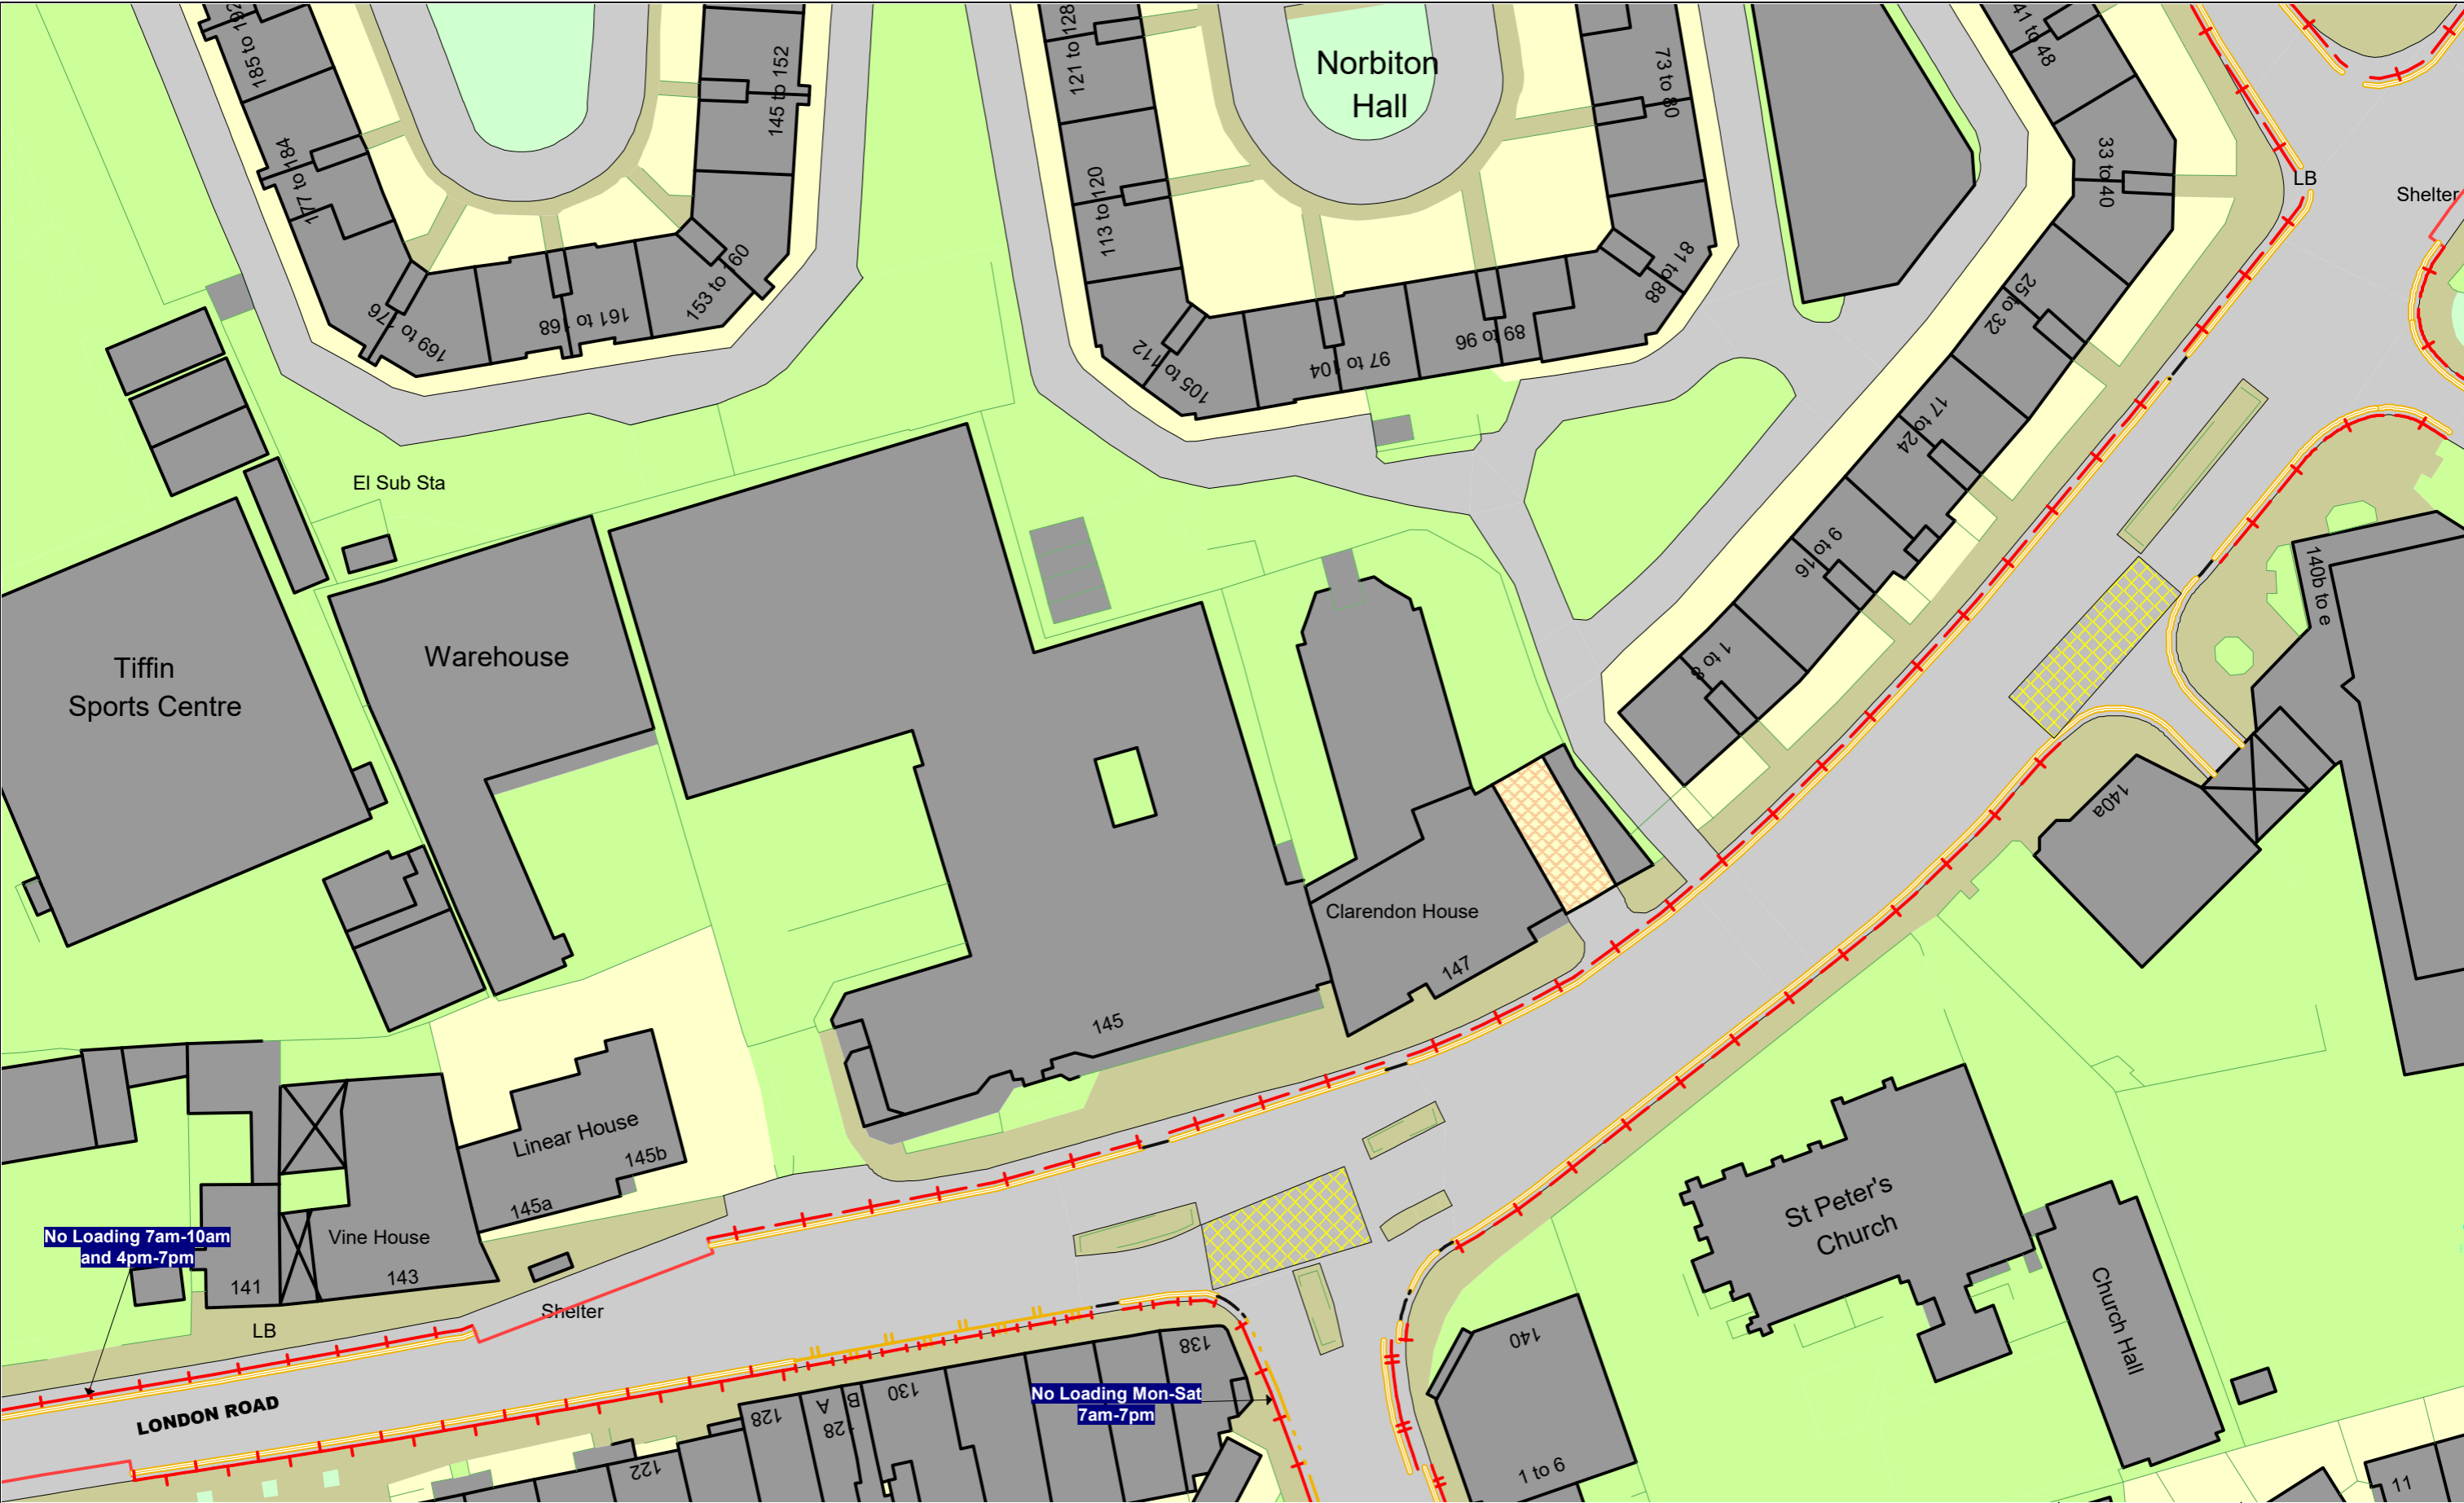 185 to 192
145 to 152
121 to 128
Norbiton
Hall
73 to 80
41 to 48
177 to 184
113 to 120
33 to 40
LB
Shelter
169 to 176
161 to 168
153 to 160
105 to 112
97 to 104
89 to 96
81 to 88
25 to 32
17 to 24
9 to 16
1 to 8
El Sub Sta
Tiffin
Sports Centre
Warehouse
140b to e
140a
Clarendon House
147
145
Linear House
145b
145a
Vine House
143
141
No Loading 7am-10am
and 4pm-7pm
LB
Shelter
LONDON ROAD
St Peter's
Church
Church Hall
138
140
130
128
A
B
128
122
No Loading Mon-Sat
7am-7pm
1 to 9
11